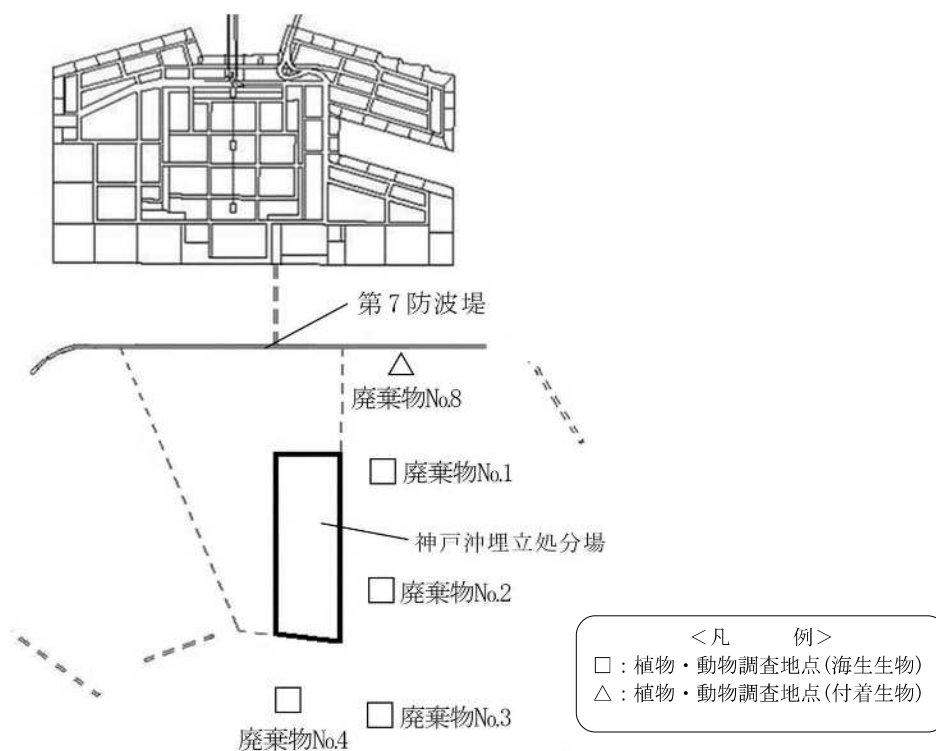 第7防波堤
廃棄物No.8
廃棄物No.1
神戸沖埋立処分場
廃棄物No.2
<凡　　例>
□：植物・動物調査地点(海生生物)
△：植物・動物調査地点(付着生物)
廃棄物No.3
廃棄物No.4